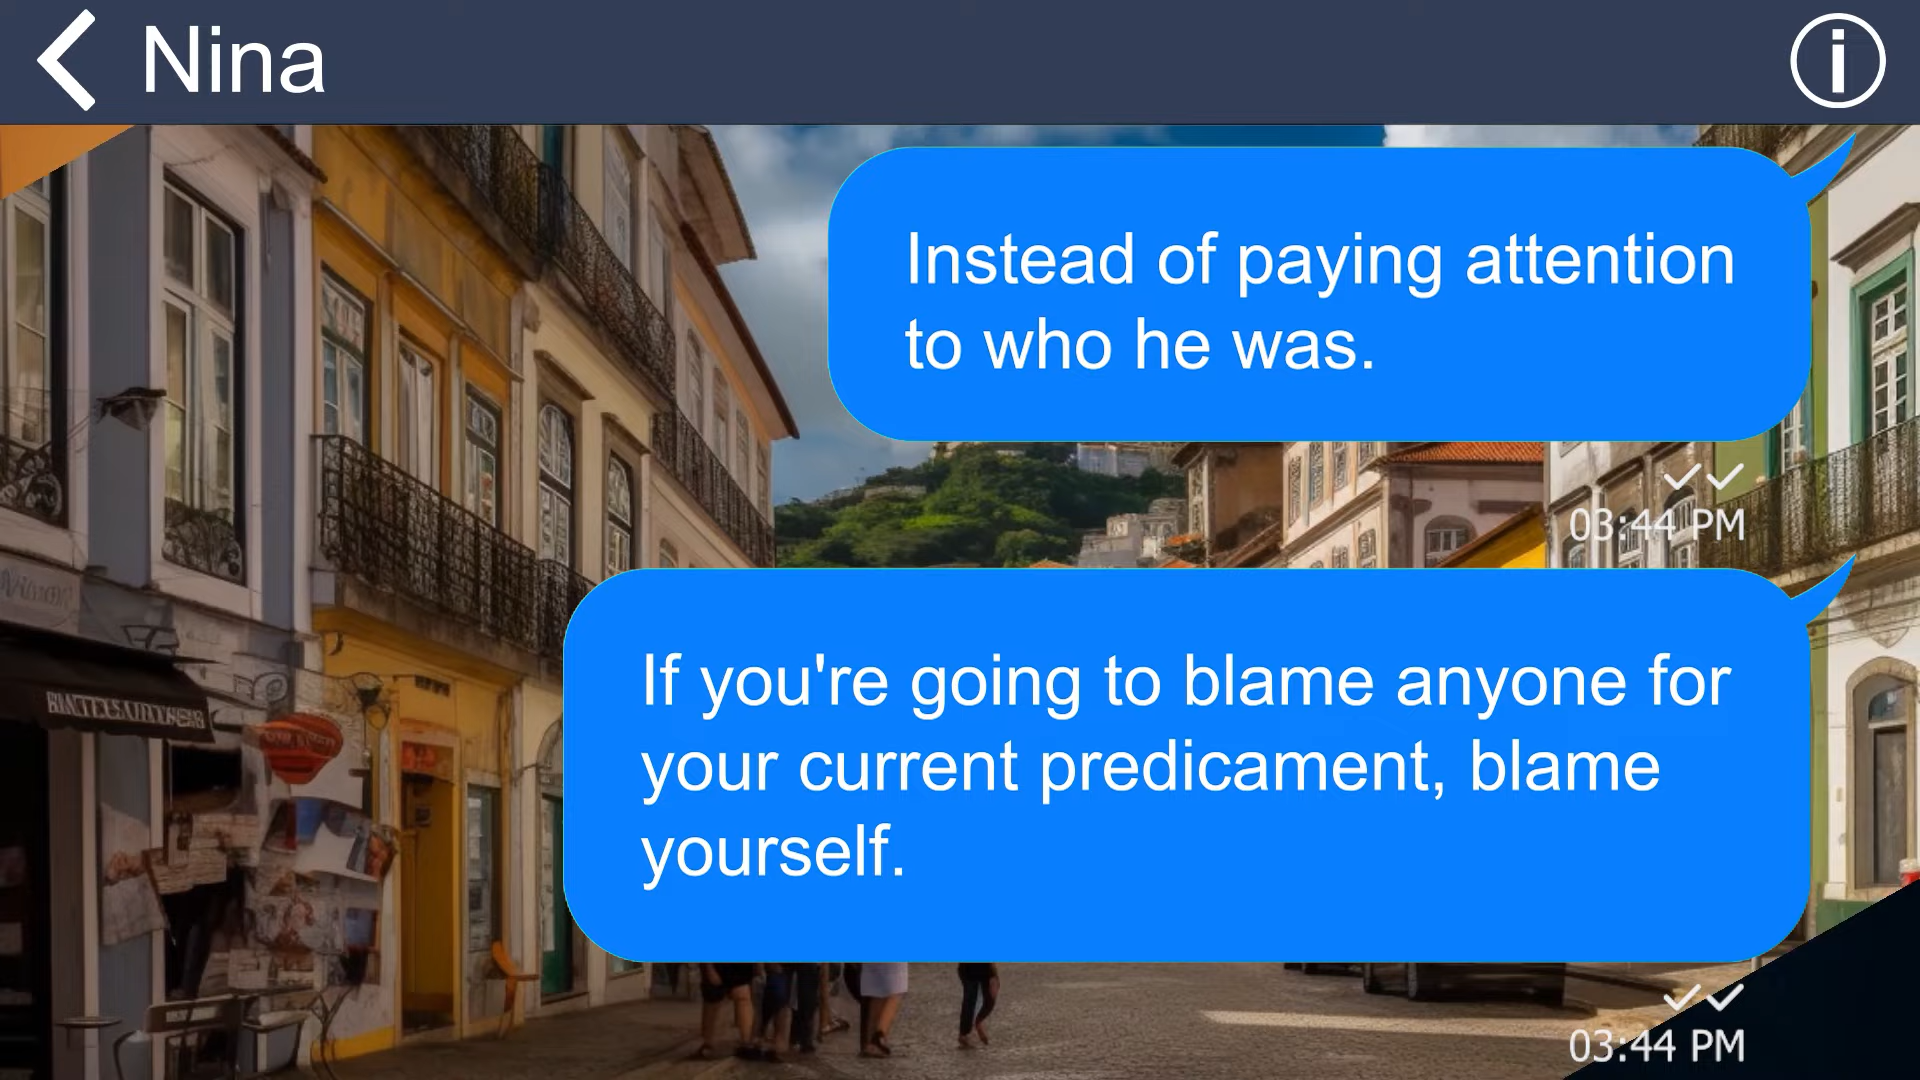 Nina
Instead of paying attention
to who he was.
03:44 PM
If you're going to blame anyone for
your current predicament, blame
yourself.
03:44 PM